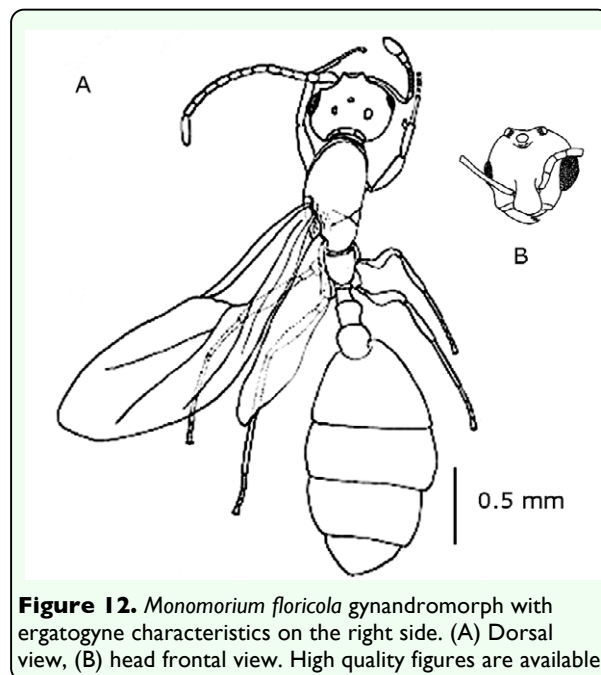 A
B
0.5 mm
Figure 12. Monomorium floricola gynandromorph with
ergatogyne characteristics on the right side. (A) Dorsal
view, (B) head frontal view. High quality figures are available